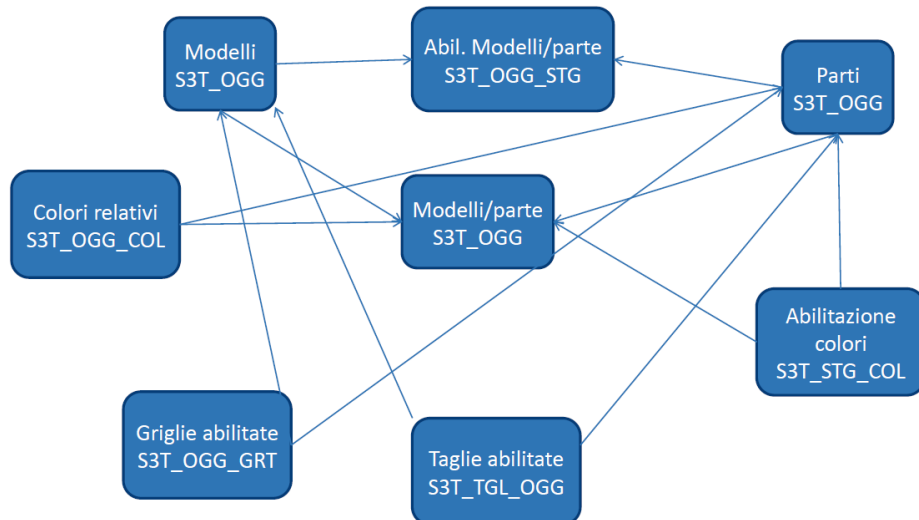 Modelli
S3T_OGG
Abil. Modelli/parte
S3T_OGG_STG
Parti
S3T_OGG
Colori relativi
S3T_OGG_COL
Modelli/parte
S3T_OGG
Abilitazione
colori
S3T_STG_COL
Griglie abilitate
S3T_OGG_GRT
Taglie abilitate
S3T_TGL_OGG